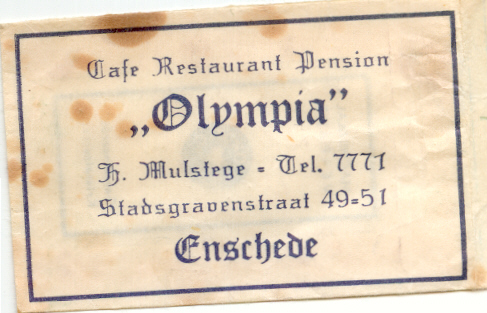 Cafe Restaurant Pension
„Olympia”
H. Mulstege = Tel. 7771
Stadsgravenstraat 49=51
Enschede